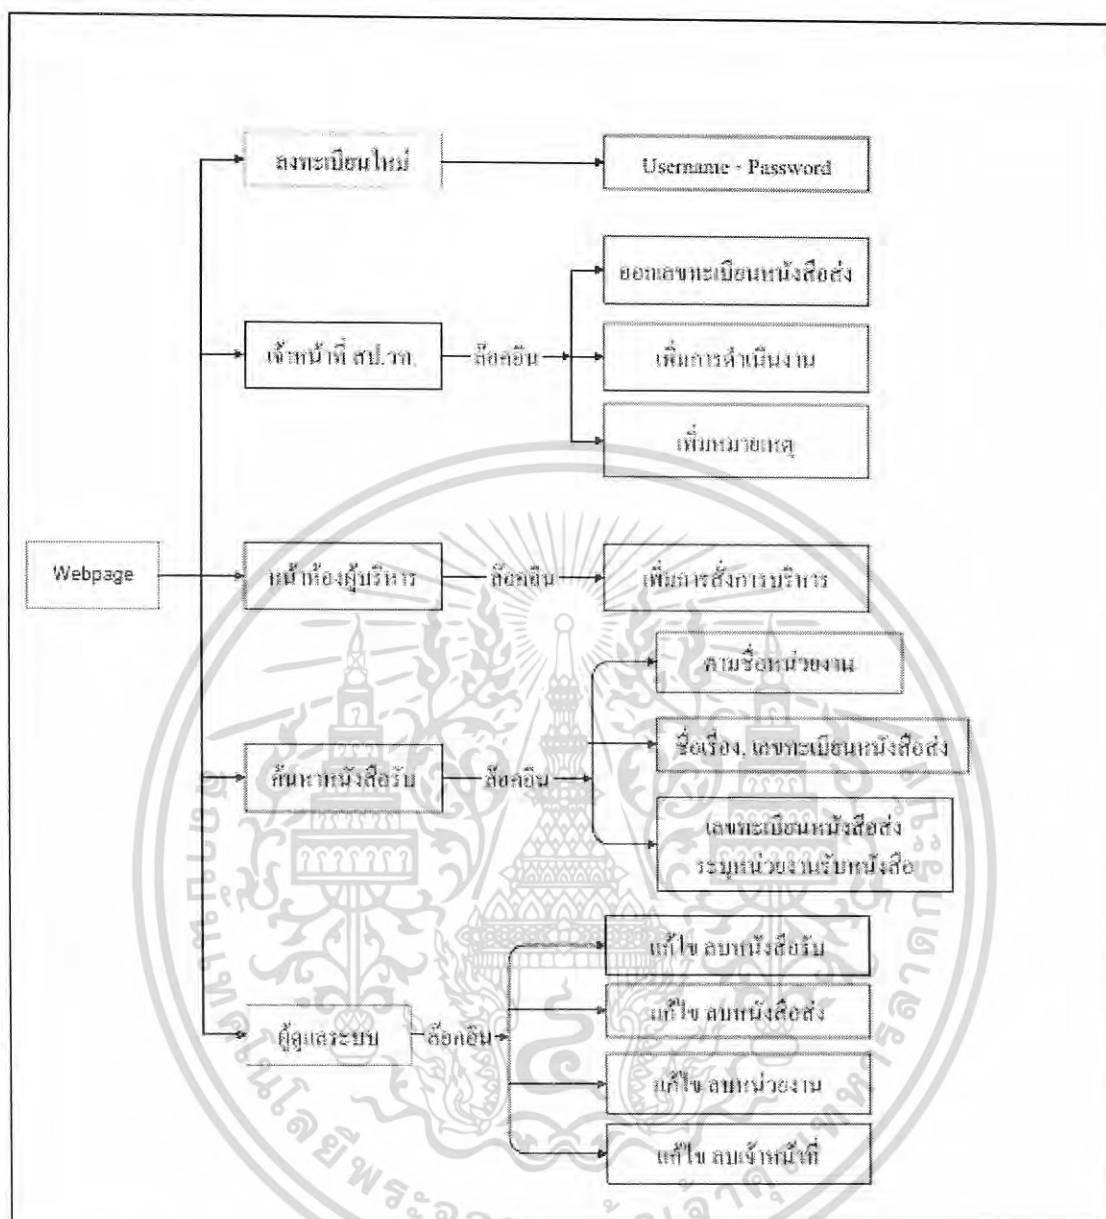 ลงทะเบียนใหม่
Username - Password
ออกเลขทะเบียนหนังสือส่ง
เจ้าหน้าที่ สป.วท.
ล๊อคอิน
เพิ่มการดำเนินงาน
เพิ่มหมายเหตุ
Webpage
หน้าห้องผู้บริหาร
ล๊อคอิน
เพิ่มการสั่งการบริหาร
ตามชื่อหน่วยงาน
ค้นหาหนังสือรับ
ล๊อคอิน
ชื่อเรื่อง, เลขทะเบียนหนังสือส่ง
เลขทะเบียนหนังสือส่ง
ระบุหน่วยงานรับหนังสือ
แก้ไข ลบหนังสือรับ
แก้ไข ลบหนังสือส่ง
ผู้ดูแลระบบ
ล๊อคอิน
แก้ไข ลบหน่วยงาน
แก้ไข ลบเจ้าหน้าที่